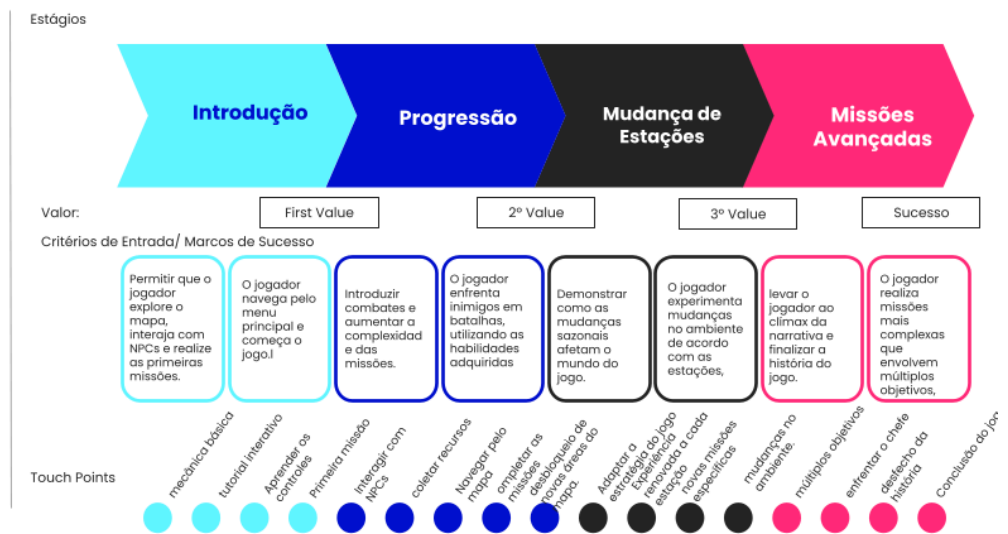 Estágios
Introdução
Progressão
Mudança de
Estações
Missões
Avançadas
Valor:
First Value
2º Value
3º Value
Sucesso
Critérios de Entrada/ Marcos de Sucesso
Permitir que o
jogador
explore o
mapa,
interaja com
NPCs e realize
as primeiras
missões.
O jogador
navega pelo
menu
principal e
começa o
jogo.l
Introduzir
combates e
aumentar a
complexidad
e das
missões.
O jogador
enfrenta
inimigos em
batalhas,
utilizando as
habilidades
adquiridas
Demonstrar
como as
mudanças
sazonais
afetam o
mundo do
jogo.
O jogador
experimenta
mudanças
no ambiente
de acordo
com as
estações,
levar o
jogador ao
clímax da
narrativa e
finalizar a
história do
jogo.
O jogador
realiza
missões
mais
complexas
que
envolvem
múltiplos
objetivos,
Touch Points
mecânica básica
tutorial interativo
Aprender os
controles
Primeira missão
Interagir com
NPCs
coletar recursos
Navegar pelo
mapa
ompletar as
missões
desbloqueio de
novas áreas do
mapa.
Adaptar a
estratégia do jogo
Experiência
renovada a cada
estação
novas missões
específicas
mudanças no
ambiente.
múltiplos objetivos
enfrentar o chefe
desfecho da
história
Conclusão do jog